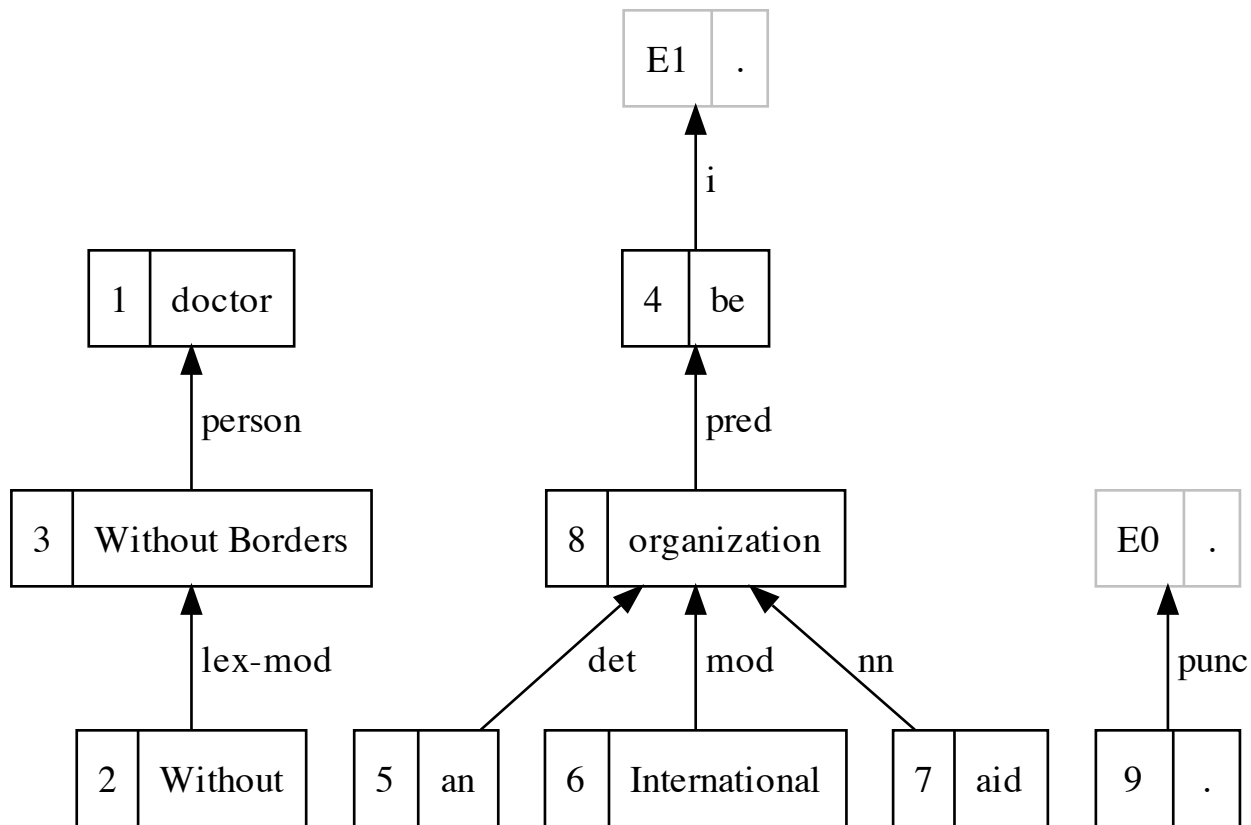 E1 .
i
1 doctor
4 be
person
pred
3 Without Borders
8 organization
E0 .
lex-mod
det
mod
nn
punc
2 Without
5 an
6 International
7 aid
9 .